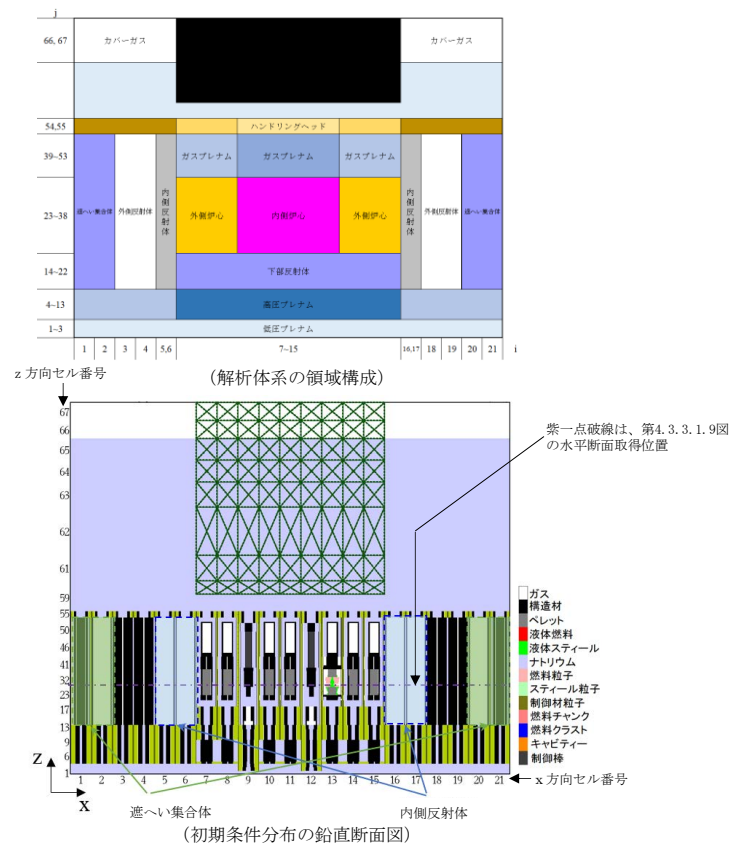 j
66, 67
カバーガス
カバーガス
54,55
ハンドリングヘッド
39~53
ガスプレナム
ガスプレナム
ガスプレナム
23~38
遮へい集合体
外側反射体
内側反射体
外側炉心
内側炉心
外側炉心
内側反射体
外側反射体
遮へい集合体
14~22
下部反射体
4~13
高圧プレナム
1~3
低圧プレナム
1 2 3 4 5,6 7~15 16,17 18 19 20 21 i
z 方向セル番号
(解析体系の領域構成)
67
66
65
64
63
62
61
59
55
50
46
41
32
23
17
13
9
6
1
紫一点破線は、第4.3.3.1.9図
の水平断面取得位置
ガス
構造材
ペレット
液体燃料
液体スティール
ナトリウム
燃料粒子
スティール粒子
制御材粒子
燃料チャンク
燃料クラスト
キャビティー
制御棒
Z
X
1 2 3 4 5 6 7 8 9 10 11 12 13 14 15 16 17 18 19 20 21
x 方向セル番号
遮へい集合体
内側反射体
(初期条件分布の鉛直断面図)